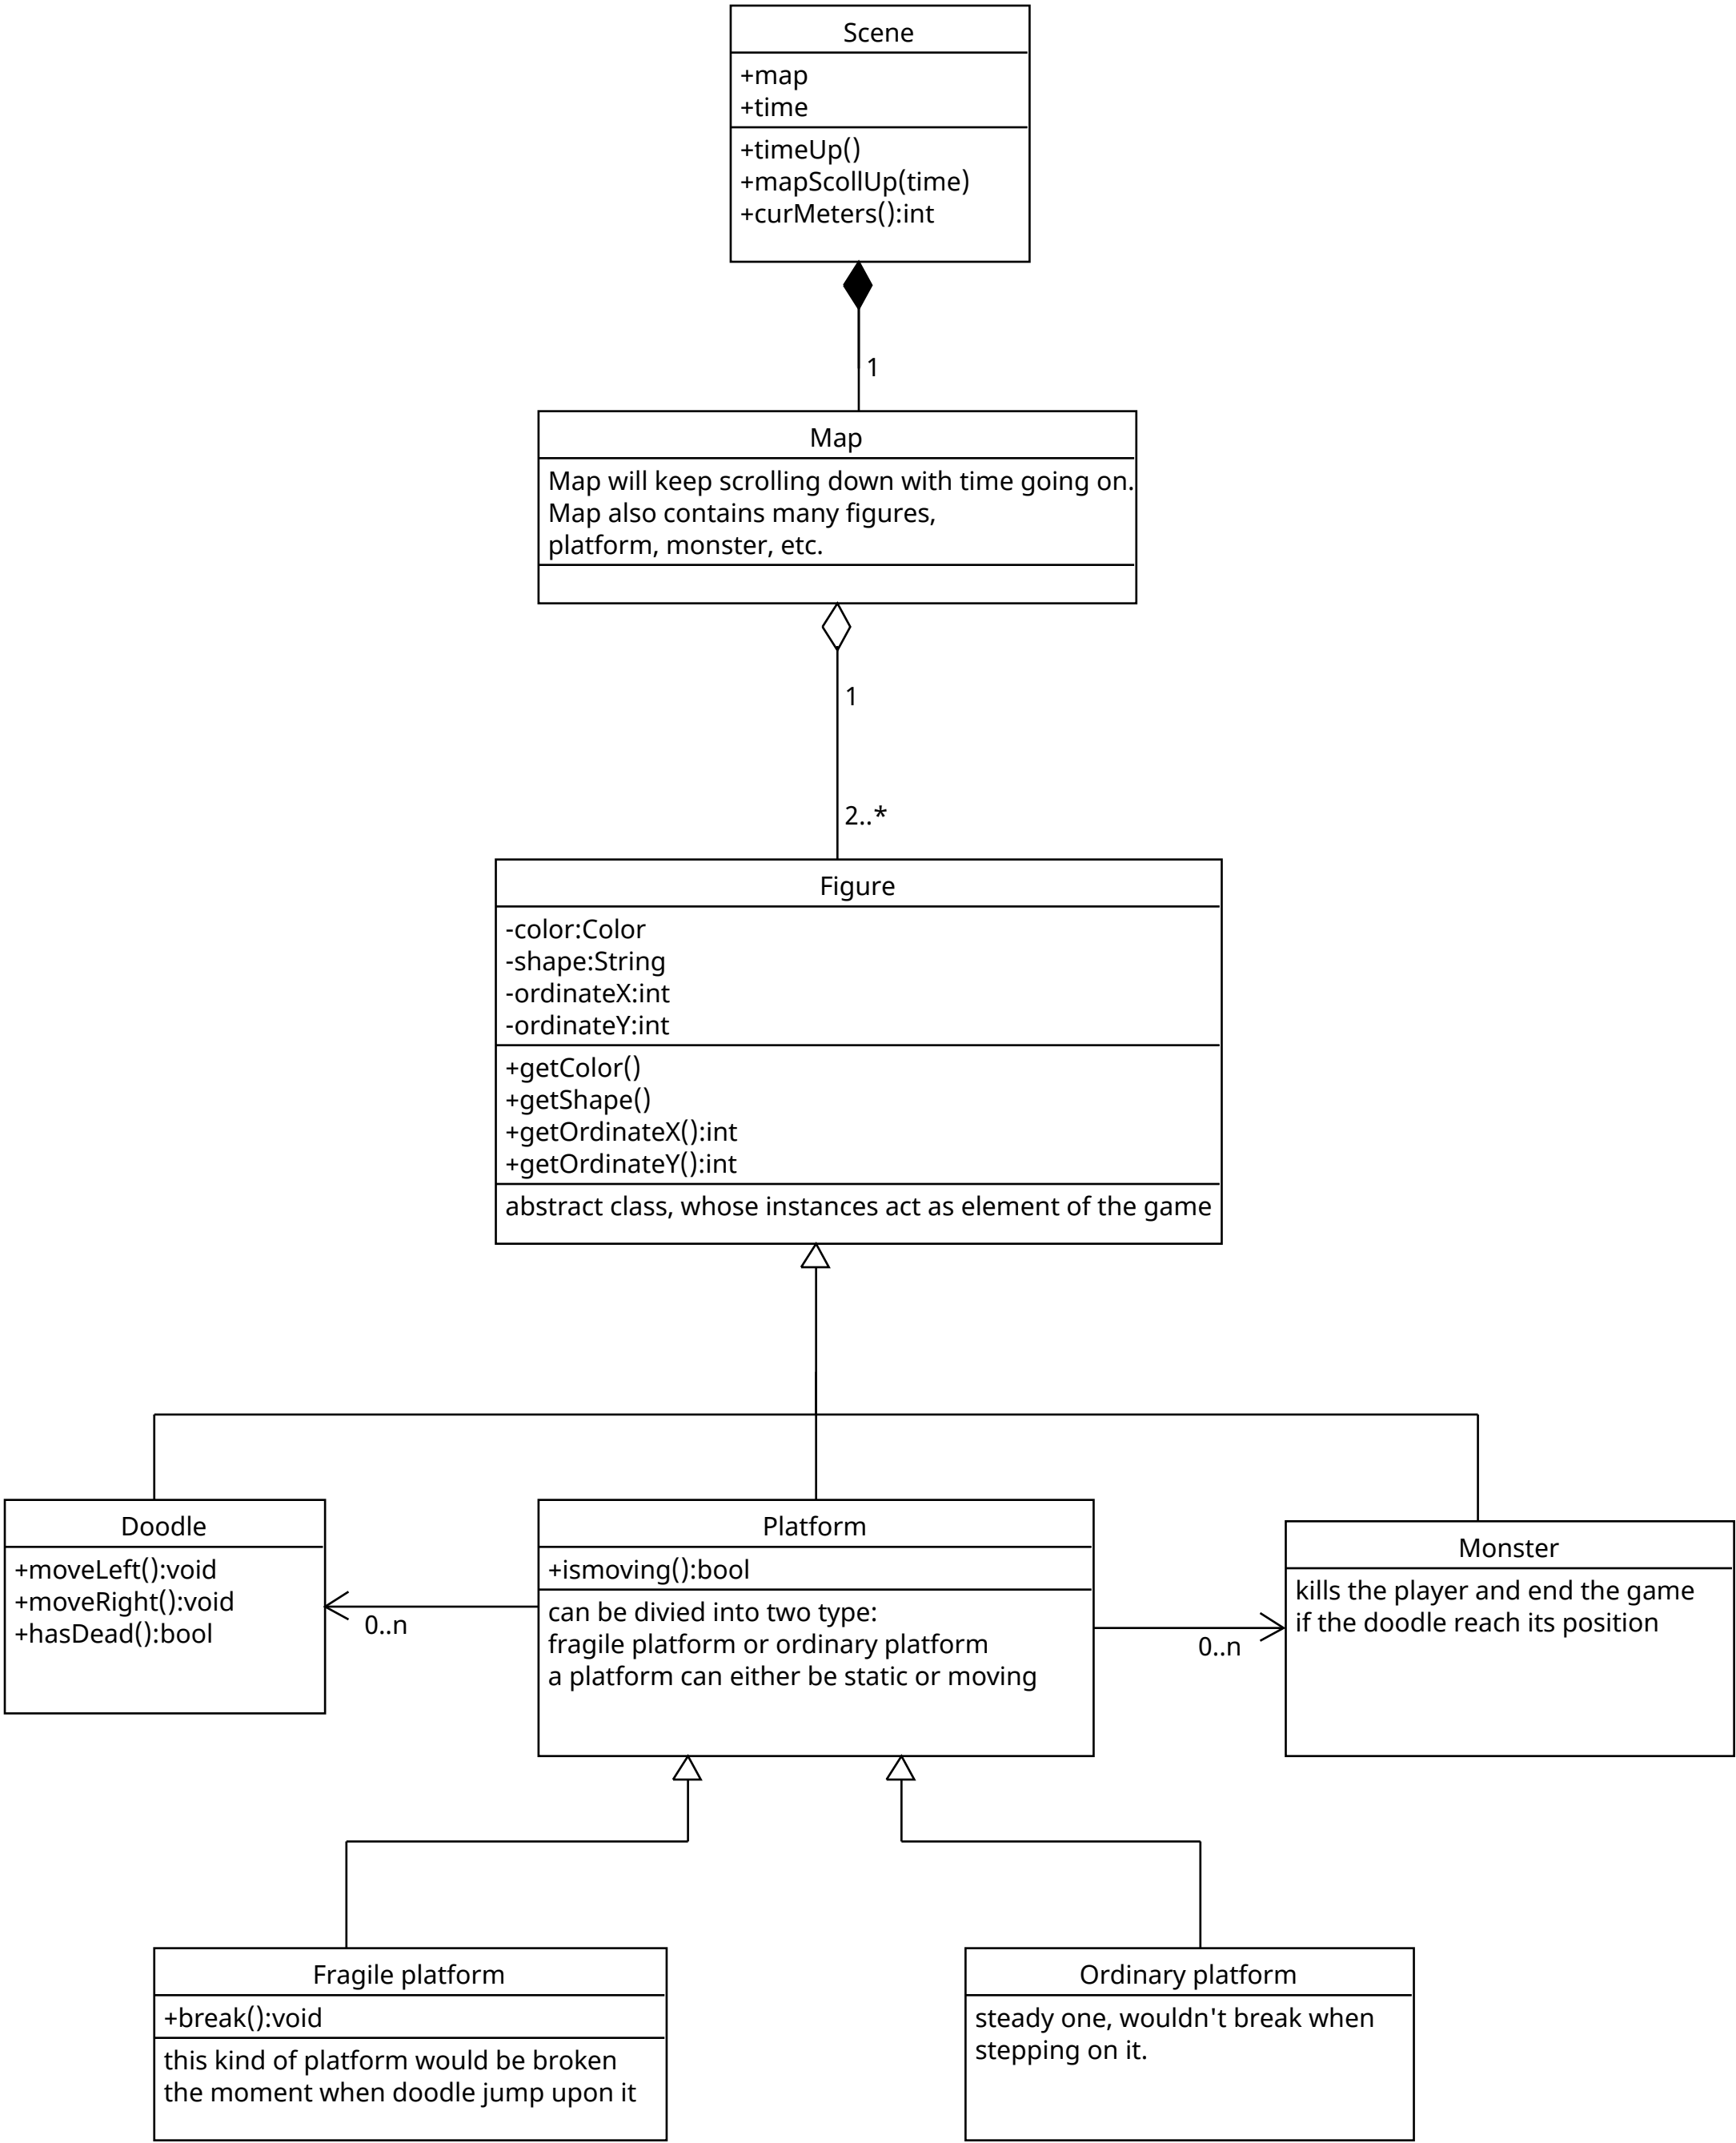 Scene
+map
+time
+timeUp()
+mapScollUp(time)
+curMeters():int
1
Map
Map will keep scrolling down with time going on.
Map also contains many figures,
platform, monster, etc.
1
2..*
Figure
-color:Color
-shape:String
-ordinateX:int
-ordinateY:int
+getColor()
+getShape()
+getOrdinateX():int
+getOrdinateY():int
abstract class, whose instances act as element of the game
Doodle
+moveLeft():void
+moveRight():void
+hasDead():bool
0..n
Platform
+ismoving():bool
can be divied into two type:
fragile platform or ordinary platform
a platform can either be static or moving
0..n
Monster
kills the player and end the game
if the doodle reach its position
Fragile platform
+break():void
this kind of platform would be broken
the moment when doodle jump upon it
Ordinary platform
steady one, wouldn't break when
stepping on it.